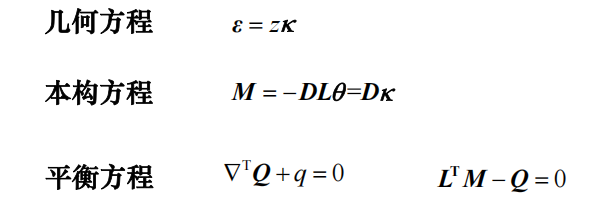 几何方程 ε = zκ
本构方程 M = −DLθ=Dκ
平衡方程 ∇ᵀQ + q = 0 LᵀM − Q = 0